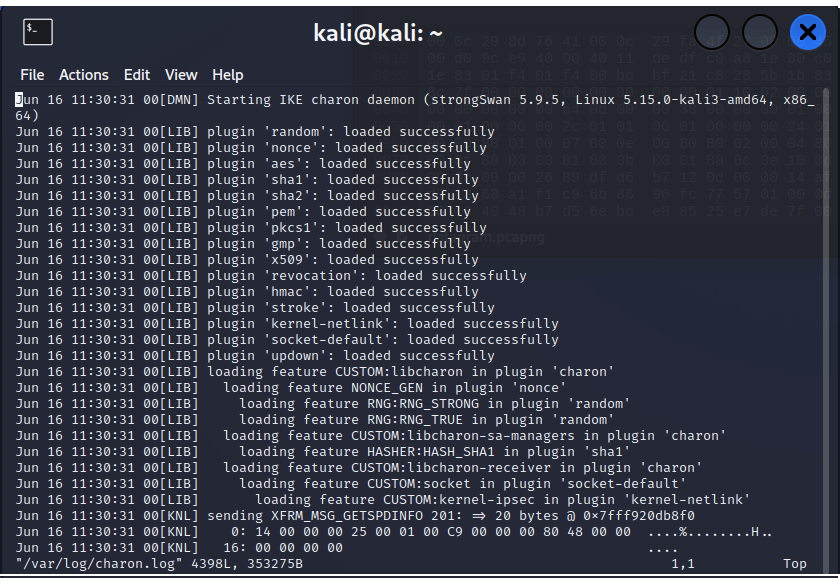 kali@kali: ~
File Actions Edit View Help
Jun 16 11:30:31 00[DMN] Starting IKE charon daemon (strongSwan 5.9.5, Linux 5.15.0-kali3-amd64, x86_
64)
Jun 16 11:30:31 00[LIB] plugin 'random': loaded successfully
Jun 16 11:30:31 00[LIB] plugin 'nonce': loaded successfully
Jun 16 11:30:31 00[LIB] plugin 'aes': loaded successfully
Jun 16 11:30:31 00[LIB] plugin 'sha1': loaded successfully
Jun 16 11:30:31 00[LIB] plugin 'sha2': loaded successfully
Jun 16 11:30:31 00[LIB] plugin 'pem': loaded successfully
Jun 16 11:30:31 00[LIB] plugin 'pkcs1': loaded successfully
Jun 16 11:30:31 00[LIB] plugin 'gmp': loaded successfully
Jun 16 11:30:31 00[LIB] plugin 'x509': loaded successfully
Jun 16 11:30:31 00[LIB] plugin 'revocation': loaded successfully
Jun 16 11:30:31 00[LIB] plugin 'hmac': loaded successfully
Jun 16 11:30:31 00[LIB] plugin 'stroke': loaded successfully
Jun 16 11:30:31 00[LIB] plugin 'kernel-netlink': loaded successfully
Jun 16 11:30:31 00[LIB] plugin 'socket-default': loaded successfully
Jun 16 11:30:31 00[LIB] plugin 'updown': loaded successfully
Jun 16 11:30:31 00[LIB] loading feature CUSTOM:libcharon in plugin 'charon'
Jun 16 11:30:31 00[LIB]   loading feature NONCE_GEN in plugin 'nonce'
Jun 16 11:30:31 00[LIB]     loading feature RNG:RNG_STRONG in plugin 'random'
Jun 16 11:30:31 00[LIB]     loading feature RNG:RNG_TRUE in plugin 'random'
Jun 16 11:30:31 00[LIB]   loading feature CUSTOM:libcharon-sa-managers in plugin 'charon'
Jun 16 11:30:31 00[LIB]     loading feature HASHER:HASH_SHA1 in plugin 'sha1'
Jun 16 11:30:31 00[LIB]   loading feature CUSTOM:libcharon-receiver in plugin 'charon'
Jun 16 11:30:31 00[LIB]     loading feature CUSTOM:socket in plugin 'socket-default'
Jun 16 11:30:31 00[LIB]       loading feature CUSTOM:kernel-ipsec in plugin 'kernel-netlink'
Jun 16 11:30:31 00[KNL] sending XFRM_MSG_GETSPDINFO 201: => 20 bytes @ 0x7fff920db8f0
Jun 16 11:30:31 00[KNL]    0: 14 00 00 00 25 00 01 00 C9 00 00 00 80 48 00 00  ....%........H..
Jun 16 11:30:31 00[KNL]   16: 00 00 00 00                                      ....
"/var/log/charon.log" 4398L, 353275B 1,1 Top